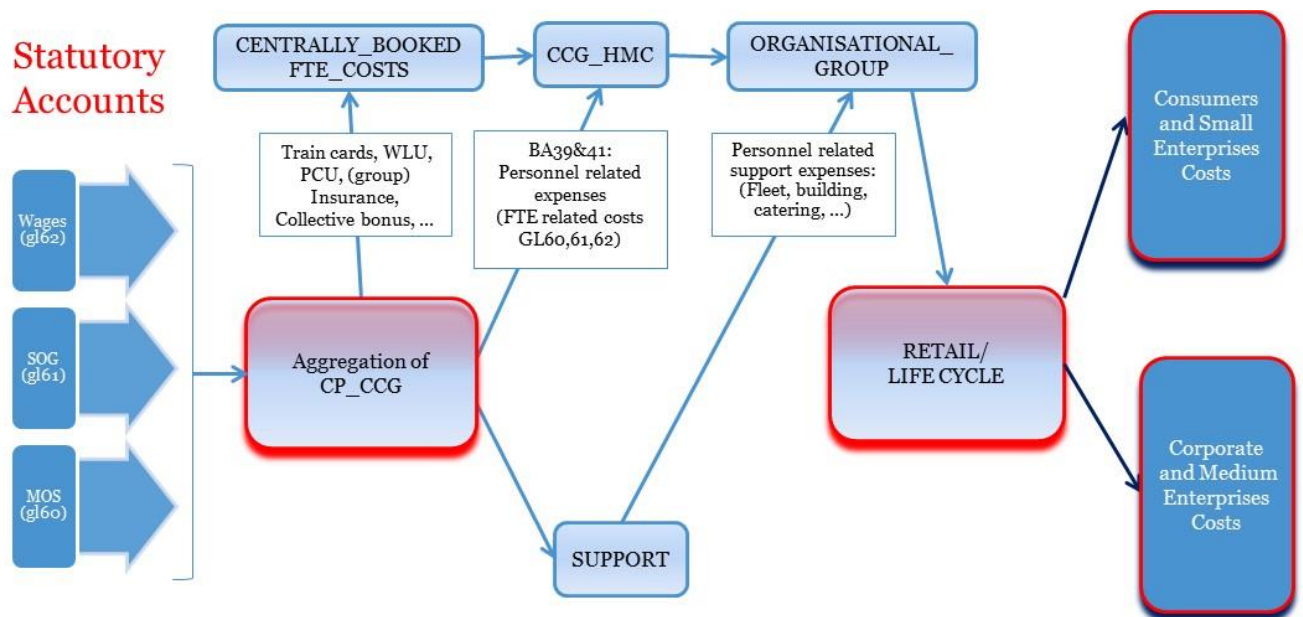 Statutory
Accounts
CENTRALLY_BOOKED
FTE_COSTS
CCG_HMC
ORGANISATIONAL_
GROUP
Train cards, WLU,
PCU, (group)
Insurance,
Collective bonus, ...
BA39&41:
Personnel related
expenses
(FTE related costs
GL60,61,62)
Personnel related
support expenses:
(Fleet, building,
catering, ...)
Wages
(gl62)
SOG
(gl61)
MOS
(gl60)
Aggregation of
CP_CCG
SUPPORT
RETAIL/
LIFE CYCLE
Consumers
and Small
Enterprises
Costs
Corporate
and Medium
Enterprises
Costs